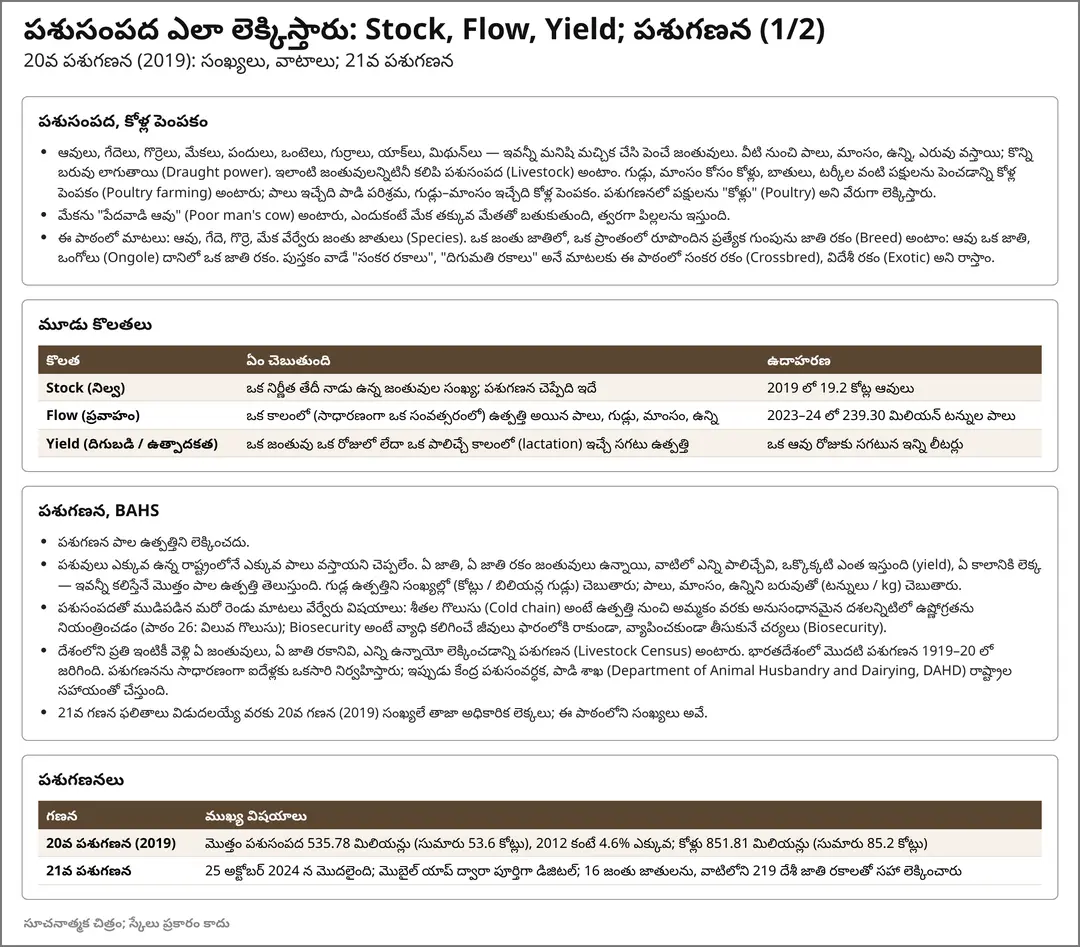 పశుసంపద ఎలా లెక్కిస్తారు: Stock, Flow, Yield; పశుగణన (1/2)
20వ పశుగణన (2019): సంఖ్యలు, వాటాలు; 21వ పశుగణన
పశుసంపద, కోళ్ల పెంపకం
• ఆవులు, గేదెలు, గొర్రెలు, మేకలు, పందులు, ఒంటెలు, గుర్రాలు, యాక్‌లు, మిథున్‌లు — ఇవన్నీ మనిషి మచ్చిక చేసి పెంచే జంతువులు. వీటి నుంచి పాలు, మాంసం, ఉన్ని, ఎరువు వస్తాయి; కొన్ని
బరువు లాగుతాయి (Draught power). ఇలాంటి జంతువులన్నిటినీ కలిపి పశుసంపద (Livestock) అంటాం. గుడ్లు, మాంసం కోసం కోళ్లు, బాతులు, టర్కీల వంటి పక్షులను పెంచడాన్ని కోళ్ల
పెంపకం (Poultry farming) అంటారు; పాలు ఇచ్చేది పాడి పరిశ్రమ, గుడ్లు–మాంసం ఇచ్చేది కోళ్ల పెంపకం. పశుగణనలో పక్షులను "కోళ్లు" (Poultry) అని వేరుగా లెక్కిస్తారు.
• మేకను "పేదవాడి ఆవు" (Poor man's cow) అంటారు, ఎందుకంటే మేక తక్కువ మేతతో బతుకుతుంది, త్వరగా పిల్లలను ఇస్తుంది.
• ఈ పాఠంలో మాటలు: ఆవు, గేదె, గొర్రె, మేక వేర్వేరు జంతు జాతులు (Species). ఒక జంతు జాతిలో, ఒక ప్రాంతంలో రూపొందిన ప్రత్యేక గుంపును జాతి రకం (Breed) అంటాం: ఆవు ఒక జాతి,
ఒంగోలు (Ongole) దానిలో ఒక జాతి రకం. పుస్తకం వాడే "సంకర రకాలు", "దిగుమతి రకాలు" అనే మాటలకు ఈ పాఠంలో సంకర రకం (Crossbred), విదేశీ రకం (Exotic) అని రాస్తాం.
మూడు కొలతలు
కొలత ఏం చెబుతుంది ఉదాహరణ
Stock (నిల్వ) ఒక నిర్ణీత తేదీ నాడు ఉన్న జంతువుల సంఖ్య; పశుగణన చెప్పేది ఇదే 2019 లో 19.2 కోట్ల ఆవులు
Flow (ప్రవాహం) ఒక కాలంలో (సాధారణంగా ఒక సంవత్సరంలో) ఉత్పత్తి అయిన పాలు, గుడ్లు, మాంసం, ఉన్ని 2023–24 లో 239.30 మిలియన్ టన్నుల పాలు
Yield (దిగుబడి / ఉత్పాదకత) ఒక జంతువు ఒక రోజులో లేదా ఒక పాలిచ్చే కాలంలో (lactation) ఇచ్చే సగటు ఉత్పత్తి ఒక ఆవు రోజుకు సగటున ఇన్ని లీటర్లు
పశుగణన, BAHS
• పశుగణన పాల ఉత్పత్తిని లెక్కించదు.
• పశువులు ఎక్కువ ఉన్న రాష్ట్రంలోనే ఎక్కువ పాలు వస్తాయని చెప్పలేం. ఏ జాతి, ఏ జాతి రకం జంతువులు ఉన్నాయి, వాటిలో ఎన్ని పాలిచ్చేవి, ఒక్కొక్కటి ఎంత ఇస్తుంది (yield), ఏ కాలానికి లెక్క
— ఇవన్నీ కలిస్తేనే మొత్తం పాల ఉత్పత్తి తెలుస్తుంది. గుడ్ల ఉత్పత్తిని సంఖ్యల్లో (కోట్లు / బిలియన్ల గుడ్లు) చెబుతారు; పాలు, మాంసం, ఉన్నిని బరువుతో (టన్నులు / kg) చెబుతారు.
• పశుసంపదతో ముడిపడిన మరో రెండు మాటలు వేర్వేరు విషయాలు: శీతల గొలుసు (Cold chain) అంటే ఉత్పత్తి నుంచి అమ్మకం వరకు అనుసంధానమైన దశలన్నిటిలో ఉష్ణోగ్రతను
నియంత్రించడం (పాఠం 26: విలువ గొలుసు); Biosecurity అంటే వ్యాధి కలిగించే జీవులు ఫారంలోకి రాకుండా, వ్యాపించకుండా తీసుకునే చర్యలు (Biosecurity).
• దేశంలోని ప్రతి ఇంటికీ వెళ్లి ఏ జంతువులు, ఏ జాతి రకానివి, ఎన్ని ఉన్నాయో లెక్కించడాన్ని పశుగణన (Livestock Census) అంటారు. భారతదేశంలో మొదటి పశుగణన 1919–20 లో
జరిగింది. పశుగణనను సాధారణంగా ఐదేళ్లకు ఒకసారి నిర్వహిస్తారు; ఇప్పుడు కేంద్ర పశుసంవర్ధక, పాడి శాఖ (Department of Animal Husbandry and Dairying, DAHD) రాష్ట్రాల
సహాయంతో చేస్తుంది.
• 21వ గణన ఫలితాలు విడుదలయ్యే వరకు 20వ గణన (2019) సంఖ్యలే తాజా అధికారిక లెక్కలు; ఈ పాఠంలోని సంఖ్యలు అవే.
పశుగణనలు
గణన ముఖ్య విషయాలు
20వ పశుగణన (2019) మొత్తం పశుసంపద 535.78 మిలియన్లు (సుమారు 53.6 కోట్లు), 2012 కంటే 4.6% ఎక్కువ; కోళ్లు 851.81 మిలియన్లు (సుమారు 85.2 కోట్లు)
21వ పశుగణన 25 అక్టోబర్ 2024 న మొదలైంది; మొబైల్ యాప్ ద్వారా పూర్తిగా డిజిటల్; 16 జంతు జాతులను, వాటిలోని 219 దేశీ జాతి రకాలతో సహా లెక్కించారు
సూచనాత్మక చిత్రం; స్కేలు ప్రకారం కాదు